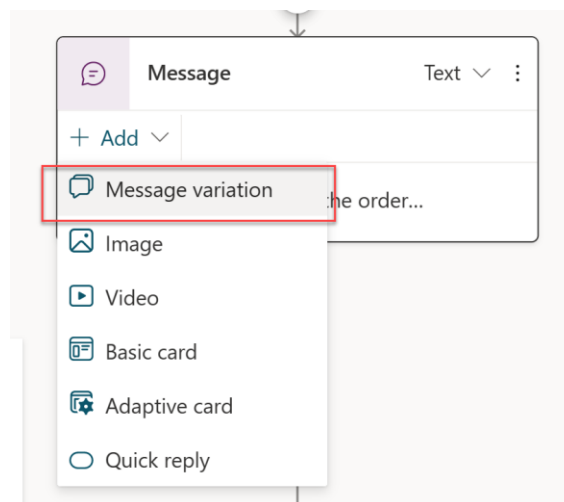 Message Text
+ Add
Message variation
the order...
Image
Video
Basic card
Adaptive card
Quick reply